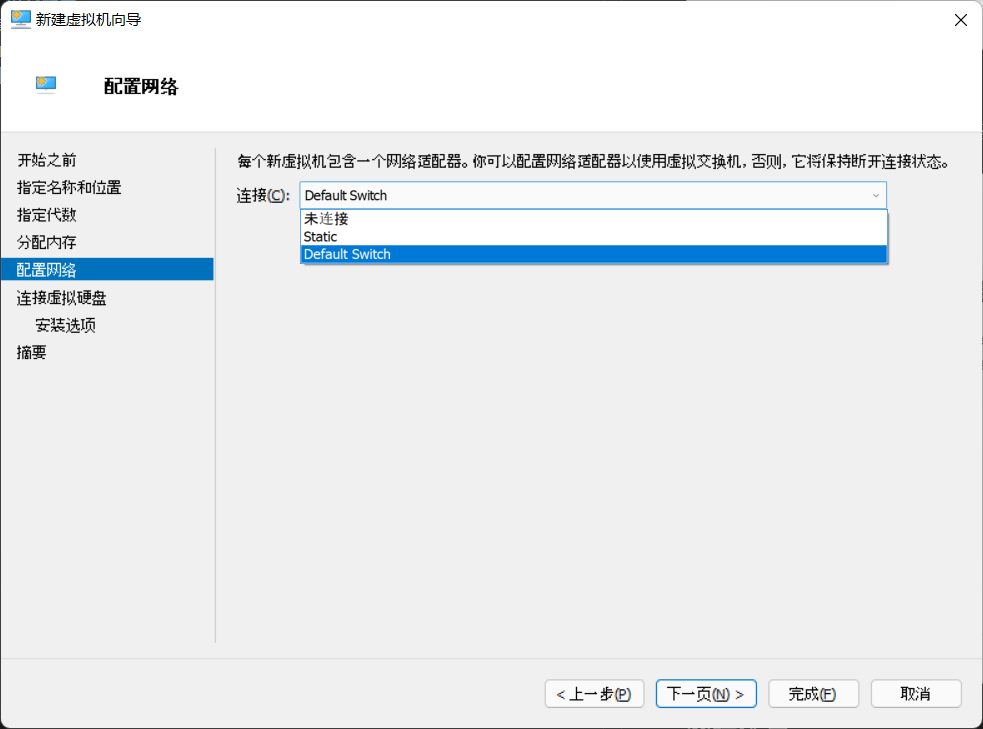 新建虚拟机向导
配置网络
开始之前
指定名称和位置
指定代数
分配内存
配置网络
连接虚拟硬盘
安装选项
摘要
每个新虚拟机包含一个网络适配器。你可以配置网络适配器以使用虚拟交换机，否则，它将保持断开连接状态。
连接(C): Default Switch
未连接
Static
Default Switch
< 上一步(P) 下一页(N) > 完成(F) 取消